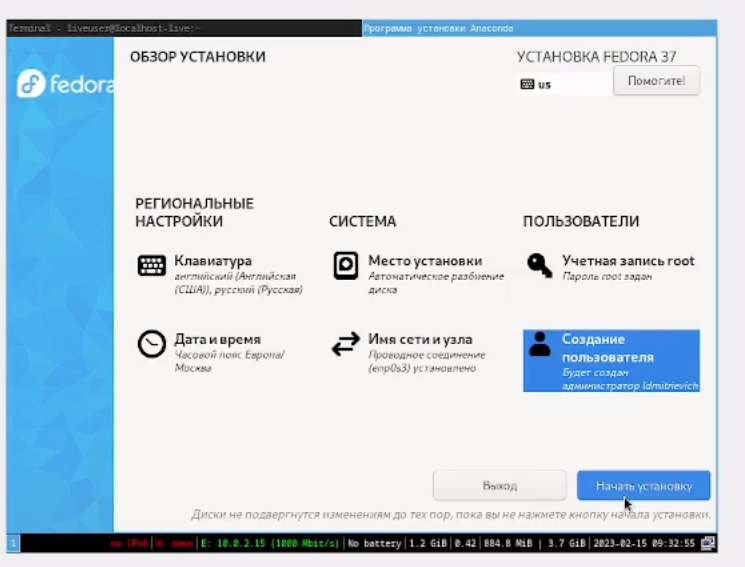 Terminal - liveuser@localhost-live:~
Программа установки Anaconda
fedora
ОБЗОР УСТАНОВКИ
УСТАНОВКА FEDORA 37
us
Помогите!
РЕГИОНАЛЬНЫЕ
НАСТРОЙКИ
Клавиатура
английский (Английская
(США)), русский (Русская)
Дата и время
Часовой пояс Европа/
Москва
СИСТЕМА
Место установки
Автоматическое разбиение
диска
Имя сети и узла
Проводное соединение
(enp0s3) установлено
ПОЛЬЗОВАТЕЛИ
Учетная запись root
Пароль root задан
Создание
пользователя
Будет создан
администратор ldmitrievich
Выход
Начать установку
Диски не подвергнутся изменениям до тех пор, пока вы не нажмете кнопку начала установки.
1
no IPv6|W: down|E: 10.0.2.15 (1000 Mbit/s)|No battery|1.2 GiB|0.42|884.8 MiB | 3.7 GiB|2023-02-15 09:32:55